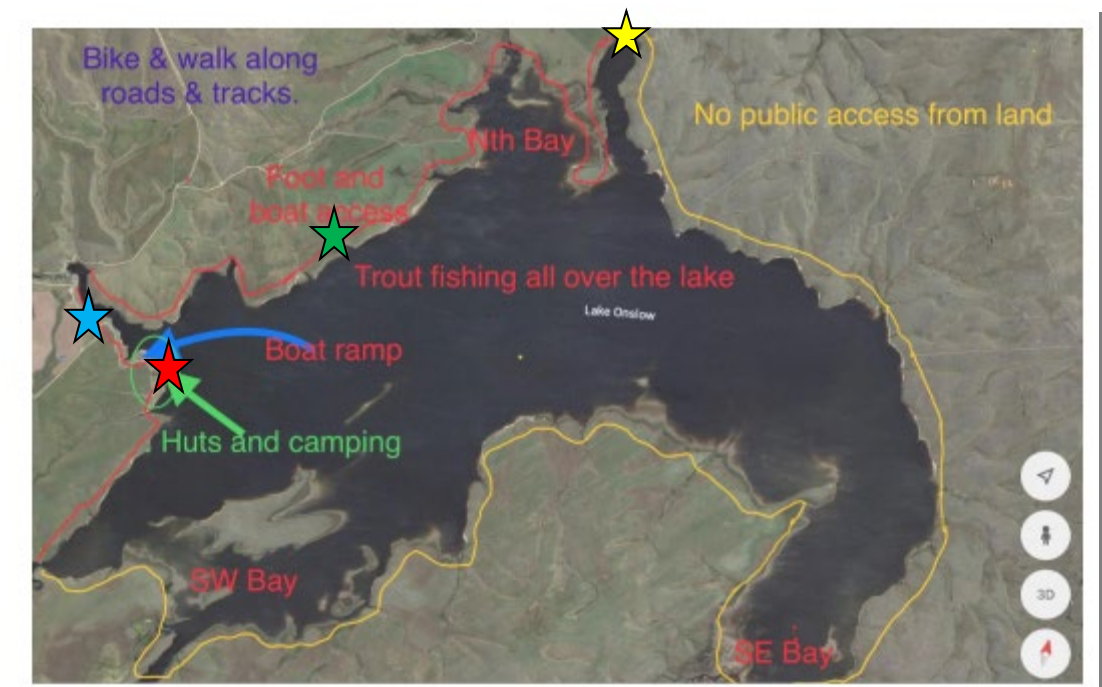 Bike & walk along
roads & tracks.
No public access from land
Nth Bay
Foot and
boat access
Trout fishing all over the lake
Lake Onslow
Boat ramp
Huts and camping
3D
SW Bay
SE Bay